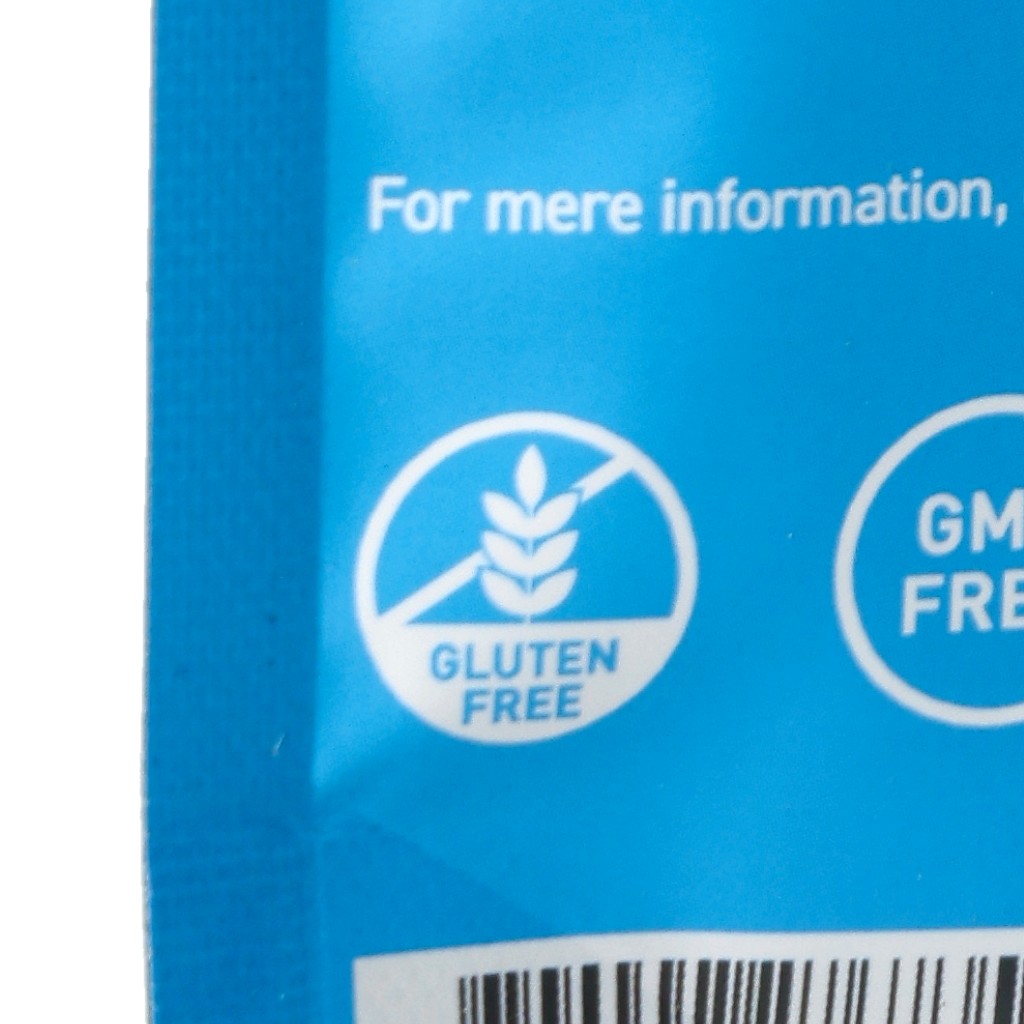 For mere information,
GLUTEN
FREE
GM
FRE